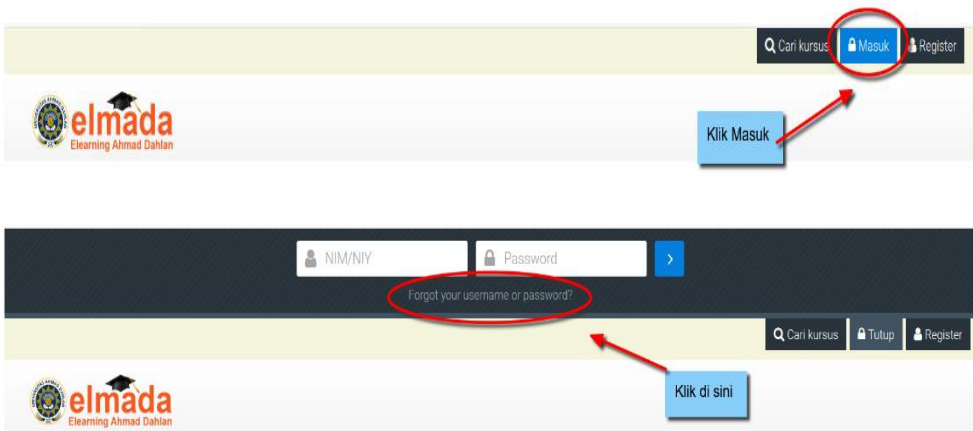 Cari kursus Masuk Register
elmada
Elearning Ahmad Dahlan
Klik Masuk
NIM/NIY Password >
Forgot your username or password?
Cari kursus Tutup Register
elmada
Elearning Ahmad Dahlan
Klik di sini